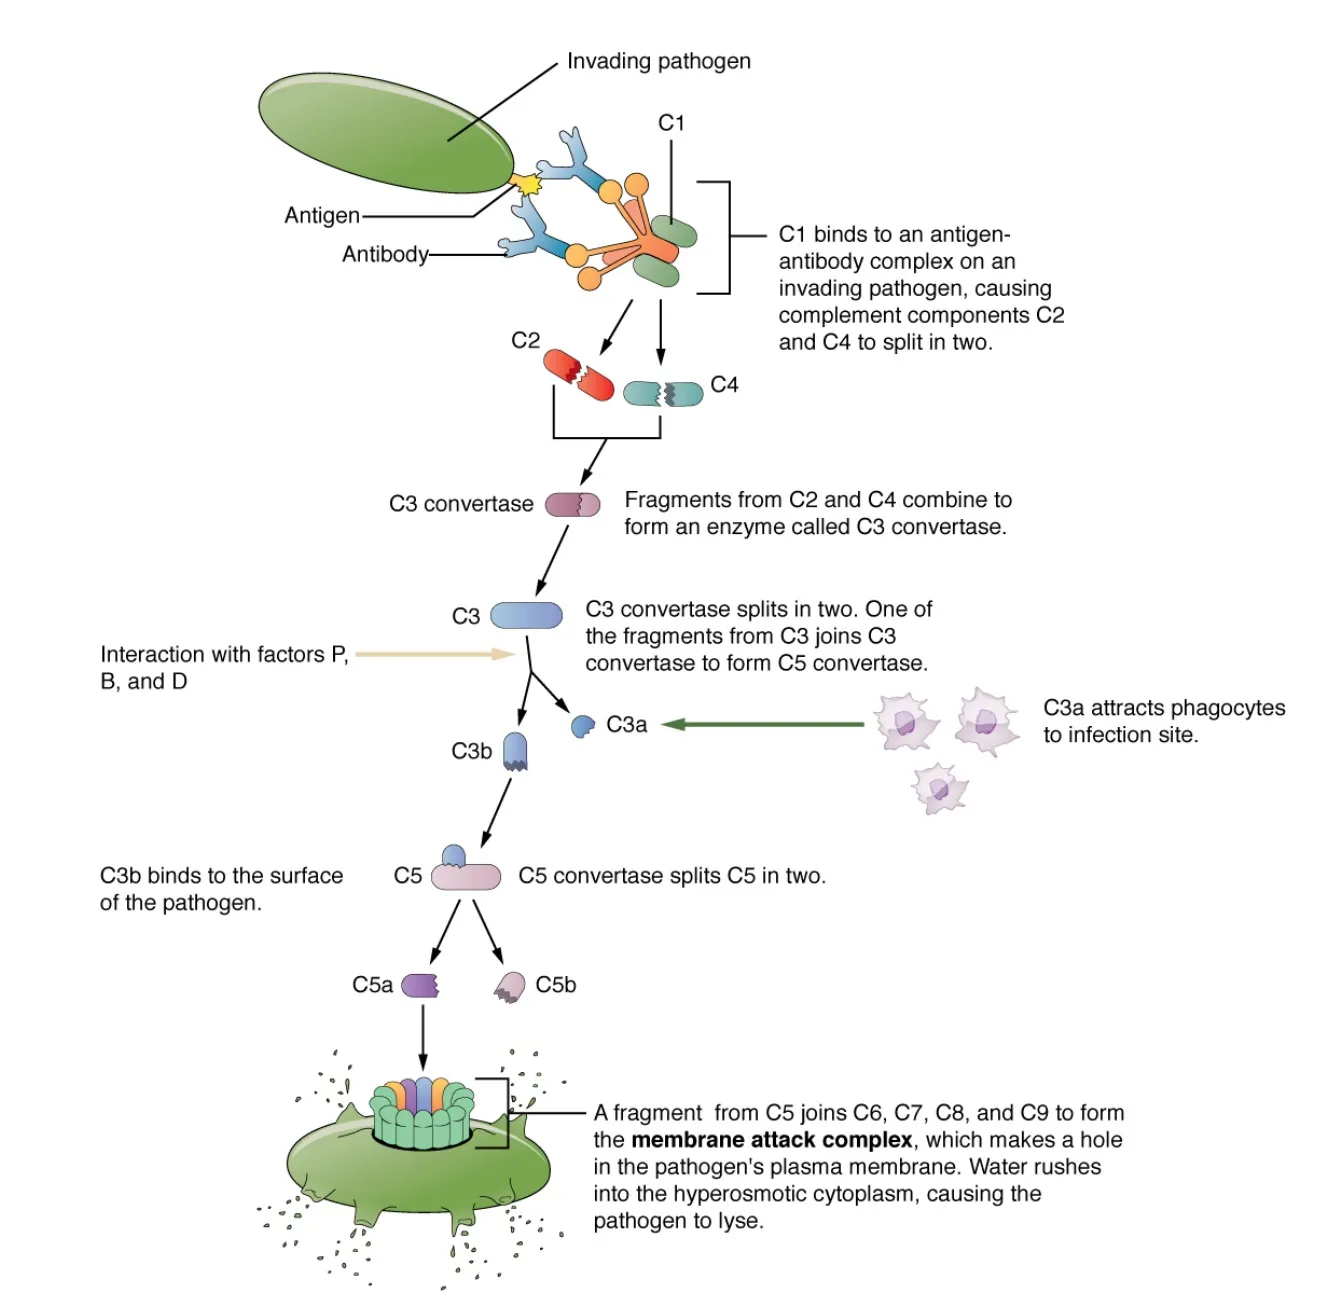 Invading pathogen
C1
Antigen
Antibody
C1 binds to an antigen-
antibody complex on an
invading pathogen, causing
complement components C2
and C4 to split in two.
C2
C4
C3 convertase
Fragments from C2 and C4 combine to
form an enzyme called C3 convertase.
C3
C3 convertase splits in two. One of
the fragments from C3 joins C3
convertase to form C5 convertase.
Interaction with factors P,
B, and D
C3a
C3a attracts phagocytes
to infection site.
C3b
C3b binds to the surface
of the pathogen.
C5
C5 convertase splits C5 in two.
C5a
C5b
A fragment from C5 joins C6, C7, C8, and C9 to form
the membrane attack complex, which makes a hole
in the pathogen's plasma membrane. Water rushes
into the hyperosmotic cytoplasm, causing the
pathogen to lyse.